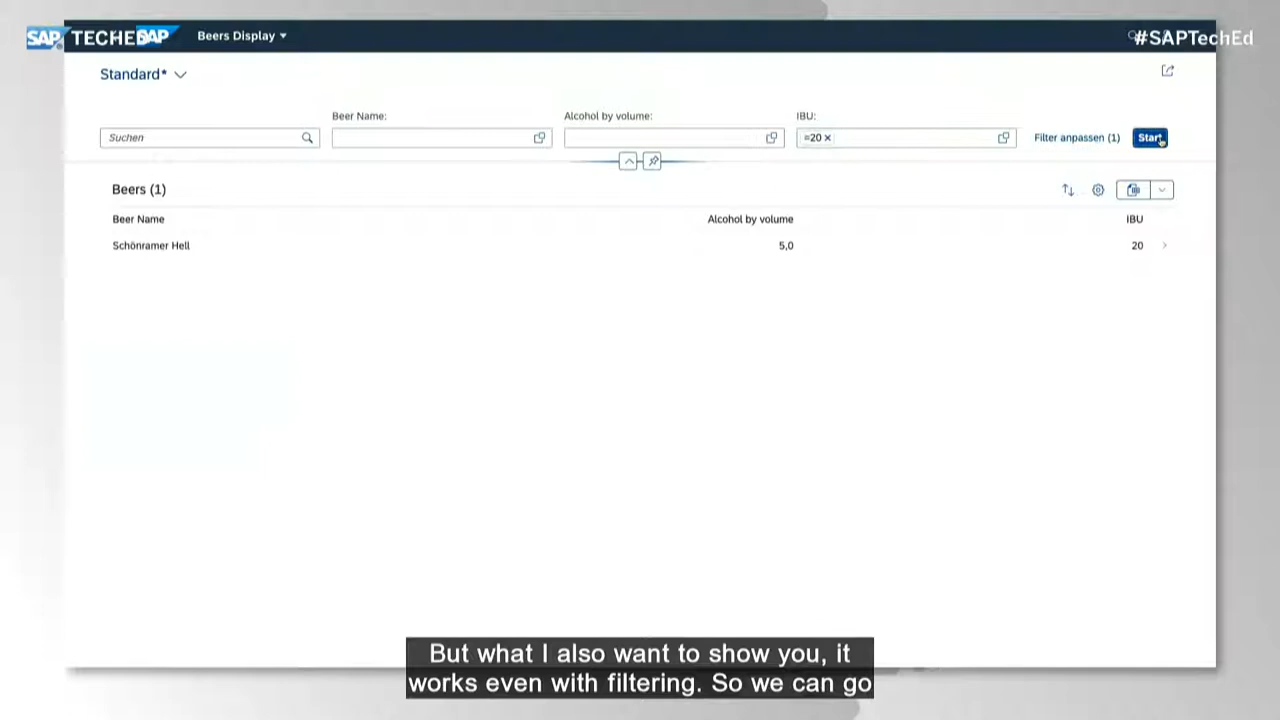 SAP TECHED
SAP
Beers Display
#SAPTechEd
Standard*
Beer Name:
Alcohol by volume:
IBU:
Suchen
=20 ×
Filter anpassen (1)
Start
Beers (1)
Beer Name
Alcohol by volume
IBU
Schönramer Hell
5,0
20
But what I also want to show you, it
works even with filtering. So we can go